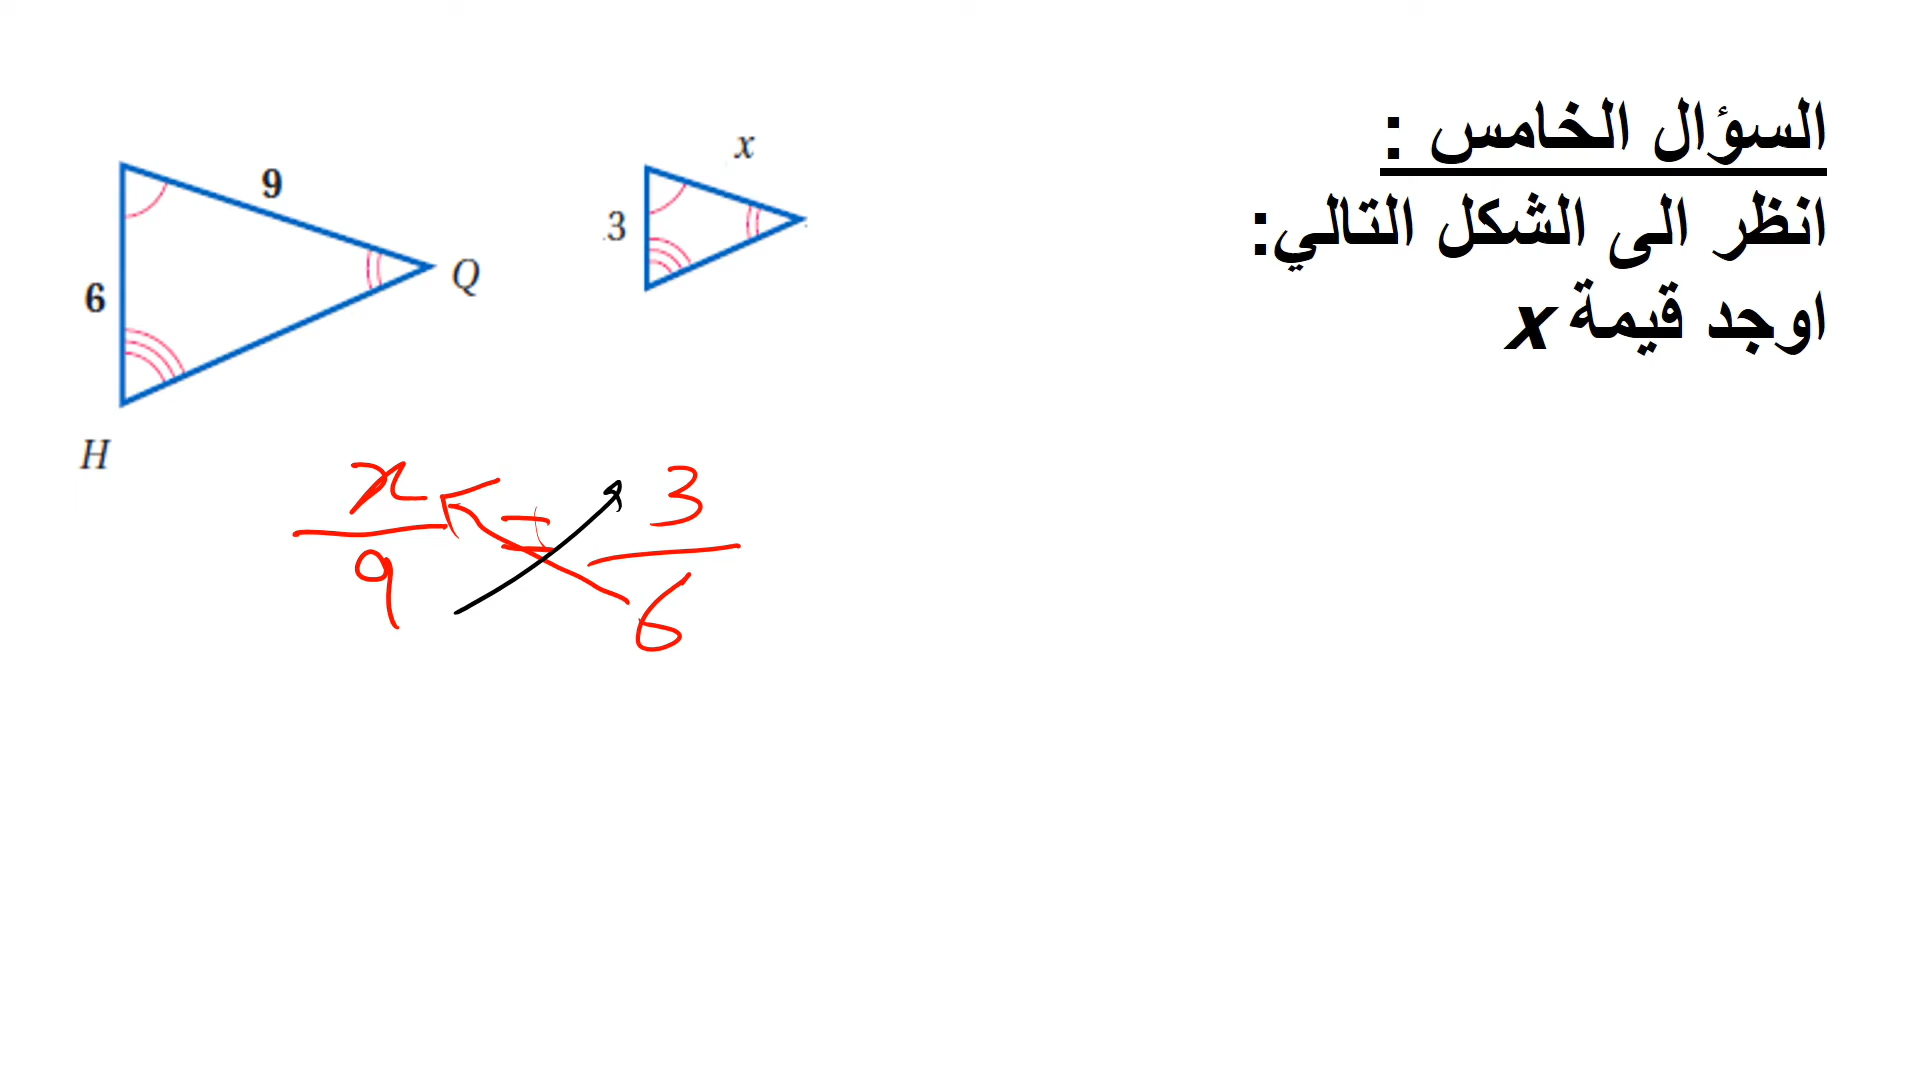 السؤال الخامس :
انظر الى الشكل التالي:
اوجد قيمة x
9
6
Q
H
x
3
x/9 = 3/6